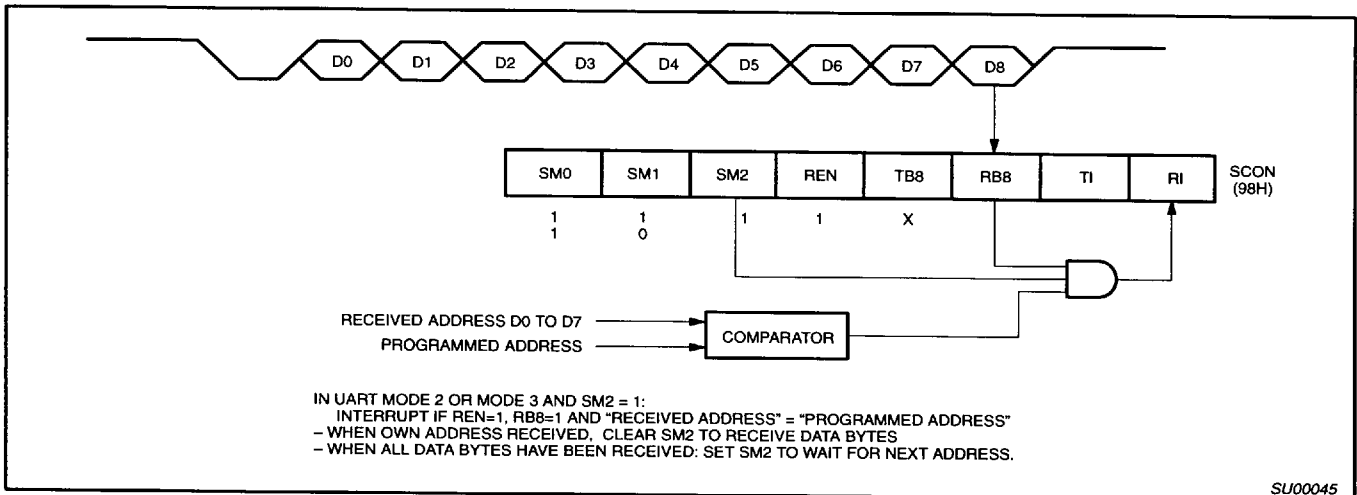 D0 D1 D2 D3 D4 D5 D6 D7 D8
SM0 SM1 SM2 REN TB8 RB8 TI RI
SCON
(98H)
1 1 1 1 X
1 0
RECEIVED ADDRESS D0 TO D7
COMPARATOR
PROGRAMMED ADDRESS
IN UART MODE 2 OR MODE 3 AND SM2 = 1:
INTERRUPT IF REN=1, RB8=1 AND “RECEIVED ADDRESS” = “PROGRAMMED ADDRESS”
– WHEN OWN ADDRESS RECEIVED, CLEAR SM2 TO RECEIVE DATA BYTES
– WHEN ALL DATA BYTES HAVE BEEN RECEIVED: SET SM2 TO WAIT FOR NEXT ADDRESS.
SU00045